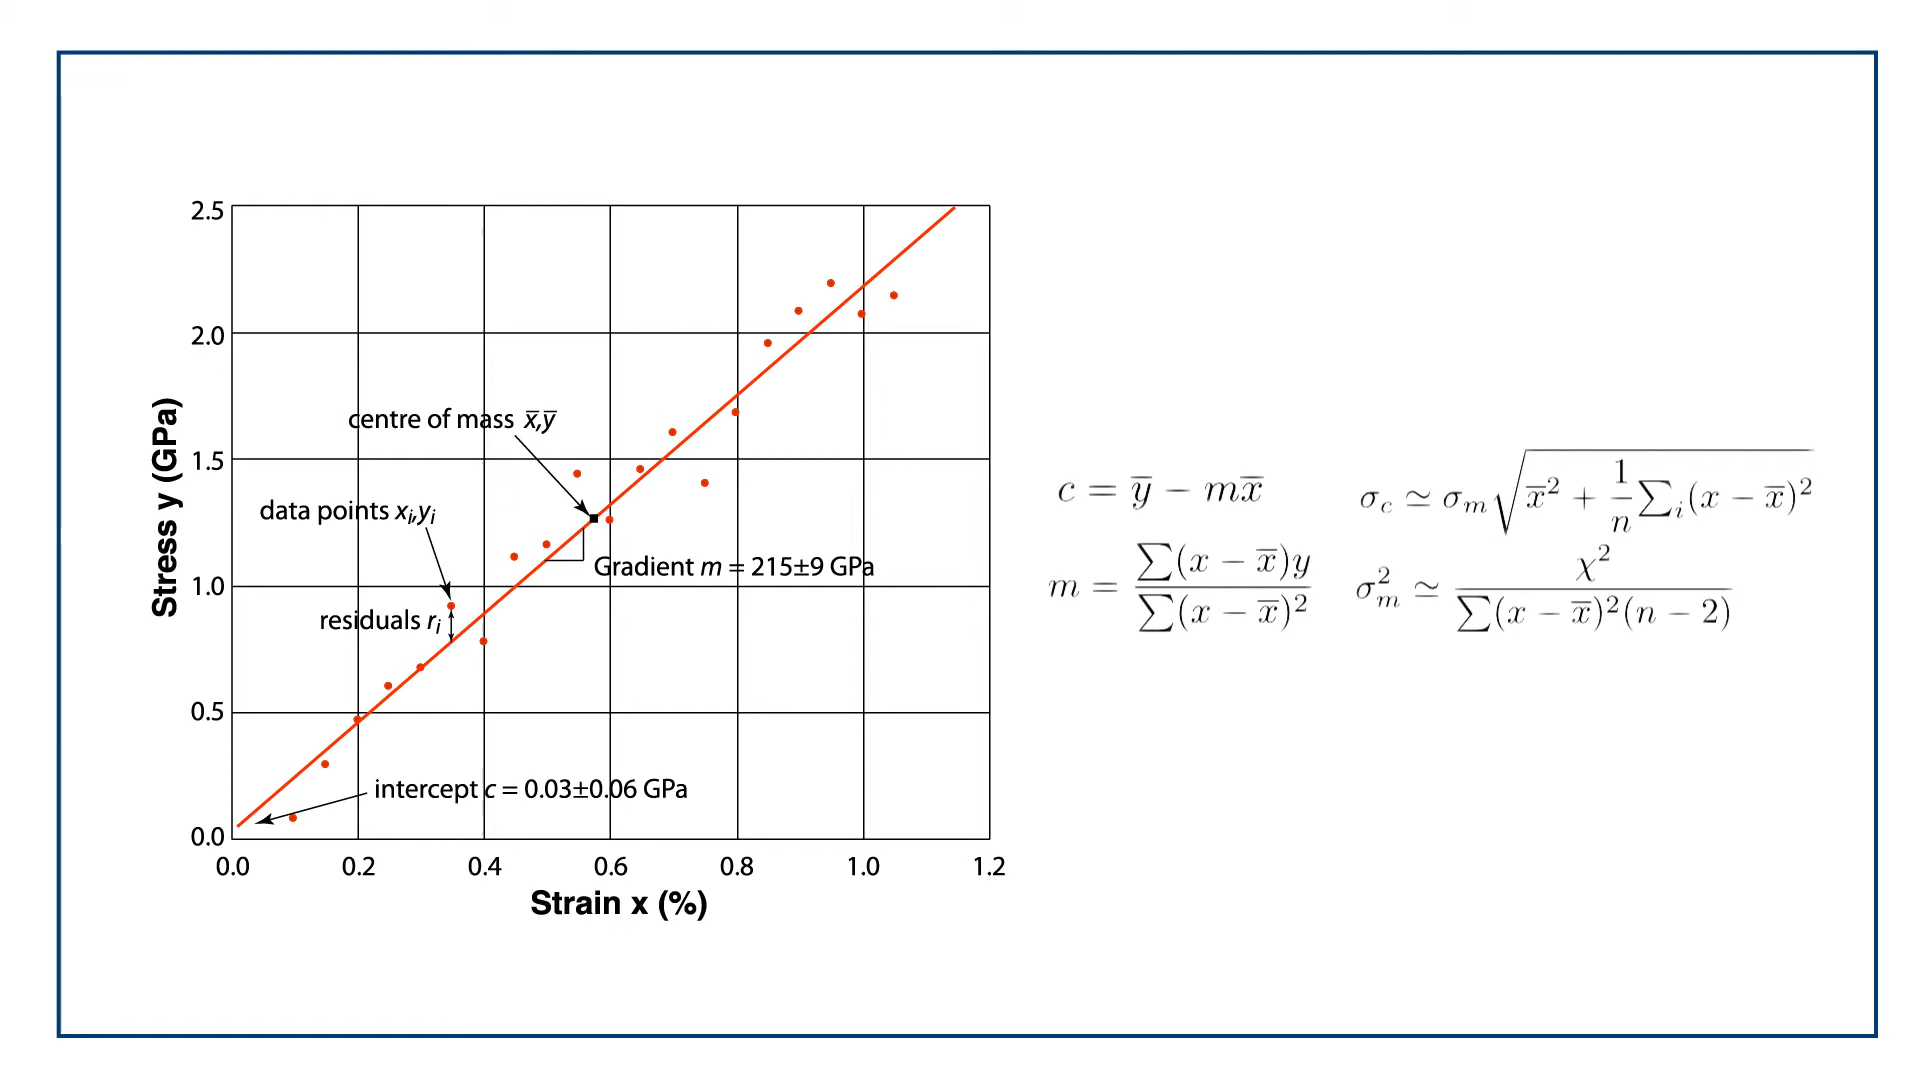 2.5
2.0
1.5
1.0
0.5
0.0
0.0 0.2 0.4 0.6 0.8 1.0 1.2
Stress y (GPa)
Strain x (%)
centre of mass x̅,y̅
data points xᵢ,yᵢ
Gradient m = 215±9 GPa
residuals rᵢ
intercept c = 0.03±0.06 GPa
c = y̅ − mx̅
σ_c ≃ σ_m √(x̅² + 1/n ∑ᵢ(x − x̅)²)
m = ∑(x − x̅)y / ∑(x − x̅)²
σ²_m ≃ χ² / ∑(x − x̅)²(n − 2)